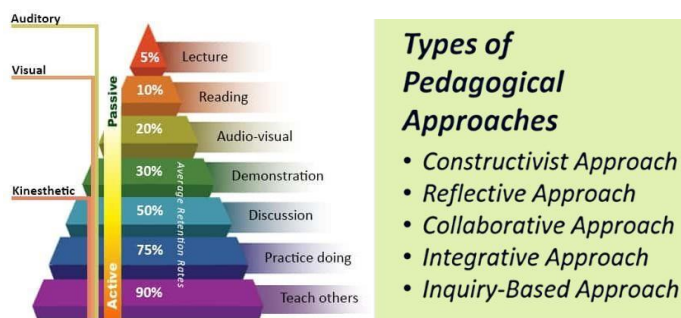 Auditory
Visual
Kinesthetic
Passive
Active
5% Lecture
10% Reading
20% Audio-visual
30% Demonstration
50% Discussion
75% Practice doing
90% Teach others
Average Retention Rates
Types of
Pedagogical
Approaches
• Constructivist Approach
• Reflective Approach
• Collaborative Approach
• Integrative Approach
• Inquiry-Based Approach